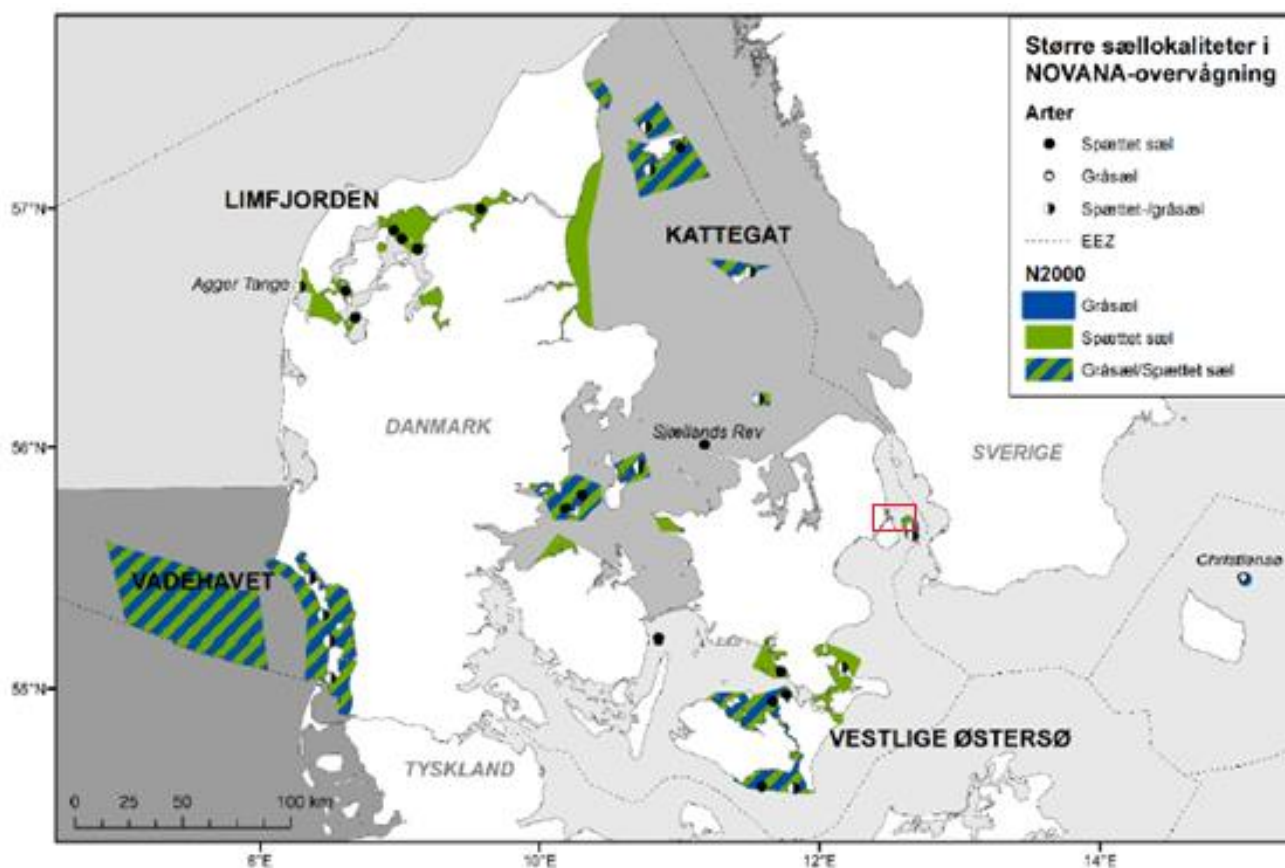 Større sællokaliteter i
NOVANA-overvågning
Arter
Spættet sæl
Gråsæl
Spættet-/gråsæl
EEZ
N2000
Gråsæl
Spættet sæl
Gråsæl/Spættet sæl
57°N
56°N
55°N
LIMFJORDEN
KATTEGAT
Agger Tange
DANMARK
Sjællands Rev
SVERIGE
Christiansø
VADEHAVET
VESTLIGE ØSTERSØ
TYSKLAND
0 25 50 100 km
6°E 10°E 12°E 14°E